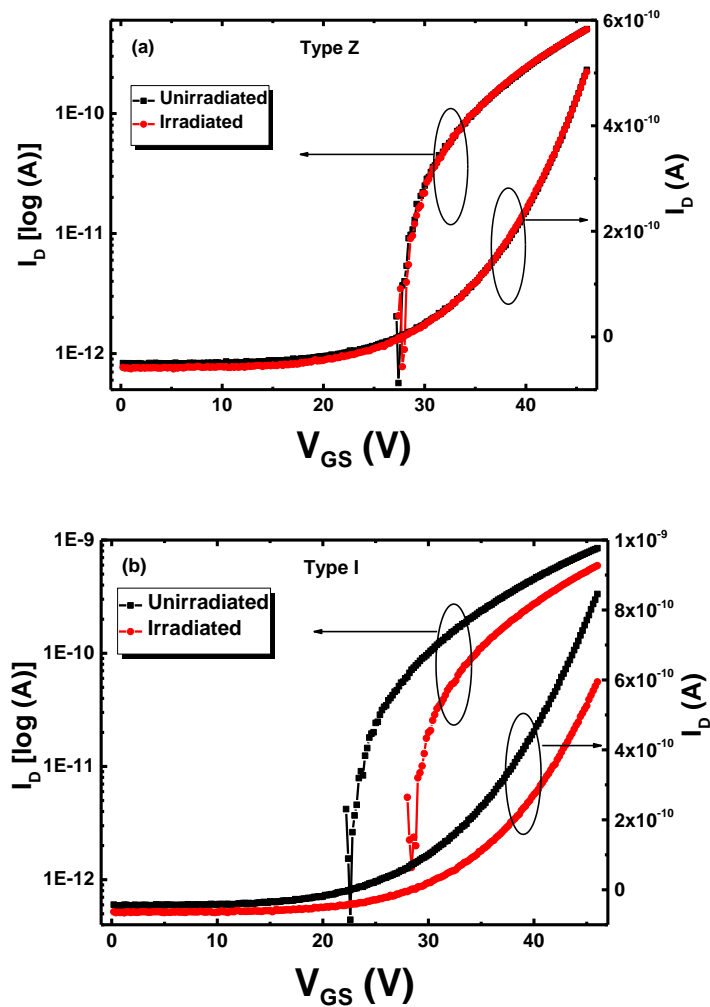 (a)
Type Z
Unirradiated
Irradiated
1E-10
1E-11
1E-12
I_D [log (A)]
6x10⁻¹⁰
4x10⁻¹⁰
2x10⁻¹⁰
0
I_D (A)
0 10 20 30 40
V_GS (V)
(b)
Type I
Unirradiated
Irradiated
1E-9
1E-10
1E-11
1E-12
I_D [log (A)]
1x10⁻⁹
8x10⁻¹⁰
6x10⁻¹⁰
4x10⁻¹⁰
2x10⁻¹⁰
0
I_D (A)
0 10 20 30 40
V_GS (V)